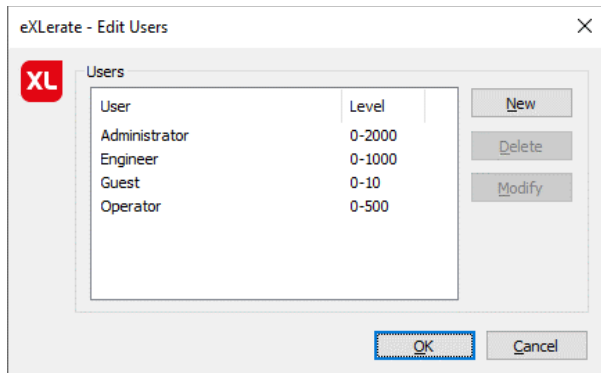 eXLerate - Edit Users
XL
Users
User Level
Administrator 0-2000
Engineer 0-1000
Guest 0-10
Operator 0-500
New
Delete
Modify
OK Cancel